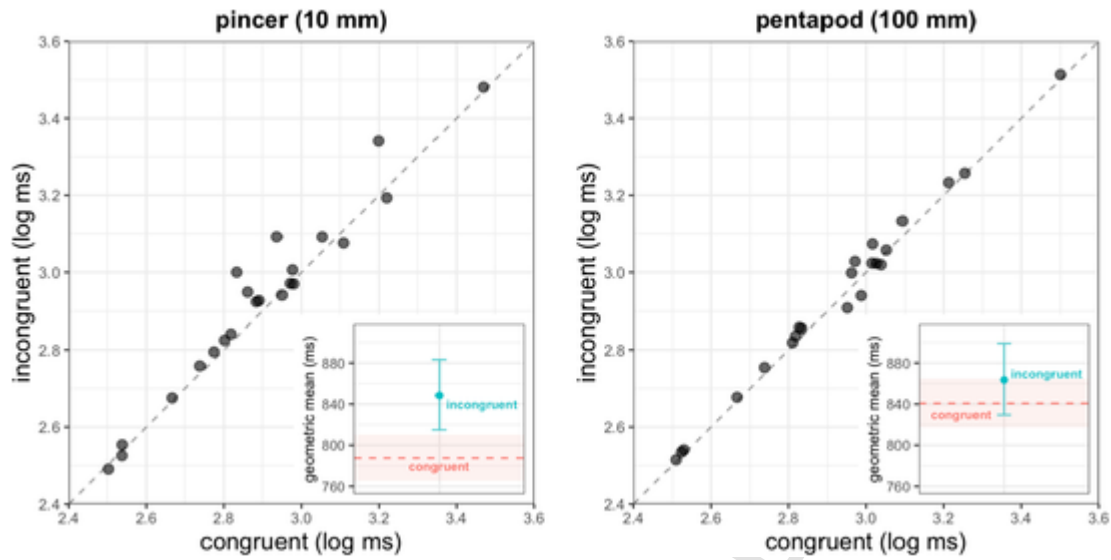 pincer (10 mm)
3.6
3.4
3.2
3.0
2.8
2.6
2.4
incongruent (log ms)
2.4 2.6 2.8 3.0 3.2 3.4 3.6
congruent (log ms)
geometric mean (ms)
880
840
800
760
incongruent
congruent
pentapod (100 mm)
3.6
3.4
3.2
3.0
2.8
2.6
2.4
incongruent (log ms)
2.4 2.6 2.8 3.0 3.2 3.4 3.6
congruent (log ms)
geometric mean (ms)
880
840
800
760
incongruent
congruent